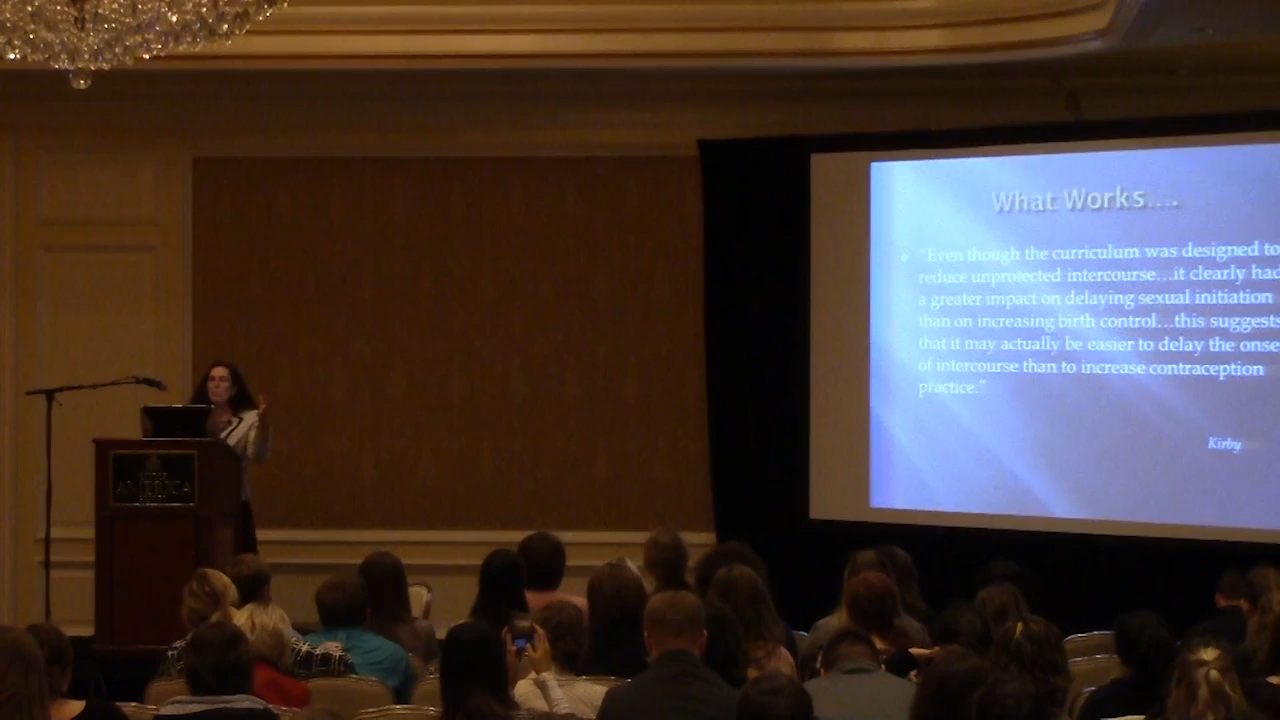 What Works....
"Even though the curriculum was designed to
reduce unprotected intercourse...it clearly had
a greater impact on delaying sexual initiation
than on increasing birth control...this suggests
that it may actually be easier to delay the onse
of intercourse than to increase contraception
practice."
Kirby
AMERICA